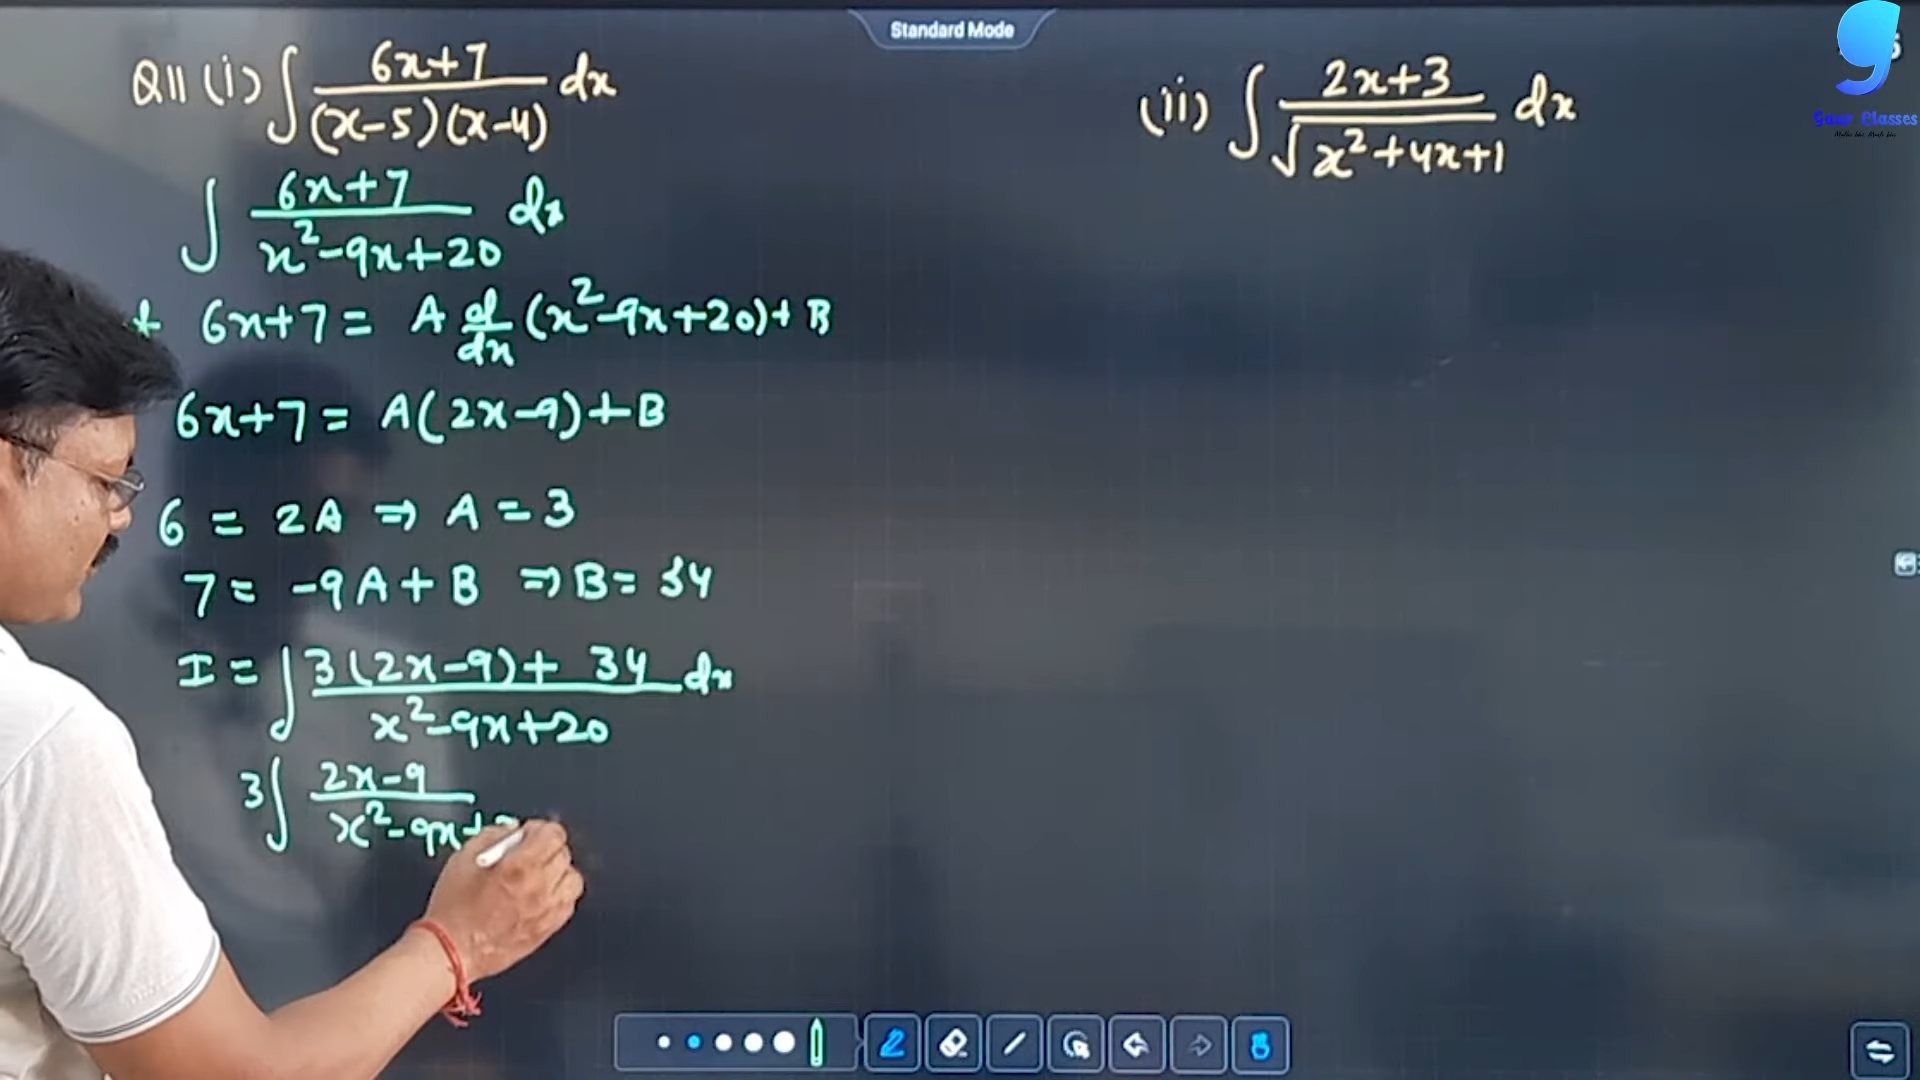 Standard Mode
Q11 (i) ∫ 6x+7 / (x-5)(x-4) dx
∫ 6x+7 / x²-9x+20 dx
6x+7 = A d/dx (x²-9x+20) + B
6x+7 = A(2x-9)+B
6 = 2A ⇒ A = 3
7 = -9A + B ⇒ B = 34
I = ∫ 3(2x-9)+ 34 / x²-9x+20 dx
3∫ 2x-9 / x²-9x+
(ii) ∫ 2x+3 / √x²+4x+1 dx
Gaur Classes